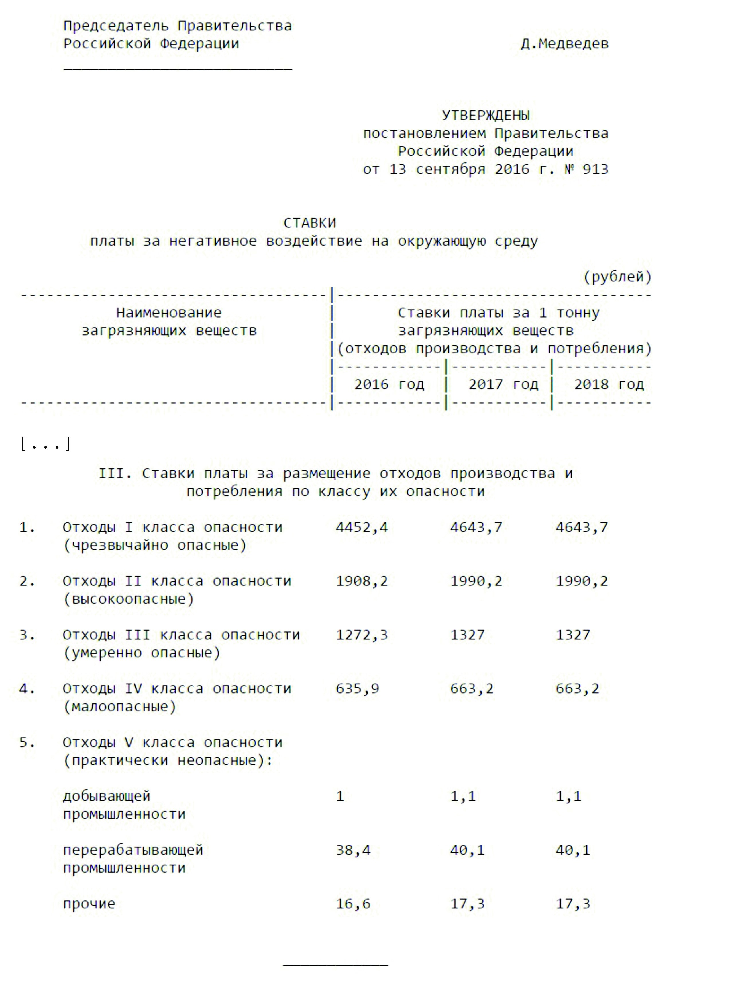 Председатель Правительства
Российской Федерации Д.Медведев
__________________________
УТВЕРЖДЕНЫ
постановлением Правительства
Российской Федерации
от 13 сентября 2016 г. № 913
СТАВКИ
платы за негативное воздействие на окружающую среду
(рублей)
-----------------------------------|------------------------------------
Наименование | Ставки платы за 1 тонну
загрязняющих веществ | загрязняющих веществ
|(отходов производства и потребления)
|------------|-----------|-----------
| 2016 год | 2017 год | 2018 год
-----------------------------------|------------|-----------|-----------
[...]
III. Ставки платы за размещение отходов производства и
потребления по классу их опасности
1. Отходы I класса опасности 4452,4 4643,7 4643,7
(чрезвычайно опасные)
2. Отходы II класса опасности 1908,2 1990,2 1990,2
(высокоопасные)
3. Отходы III класса опасности 1272,3 1327 1327
(умеренно опасные)
4. Отходы IV класса опасности 635,9 663,2 663,2
(малоопасные)
5. Отходы V класса опасности
(практически неопасные):
добывающей 1 1,1 1,1
промышленности
перерабатывающей 38,4 40,1 40,1
промышленности
прочие 16,6 17,3 17,3
____________